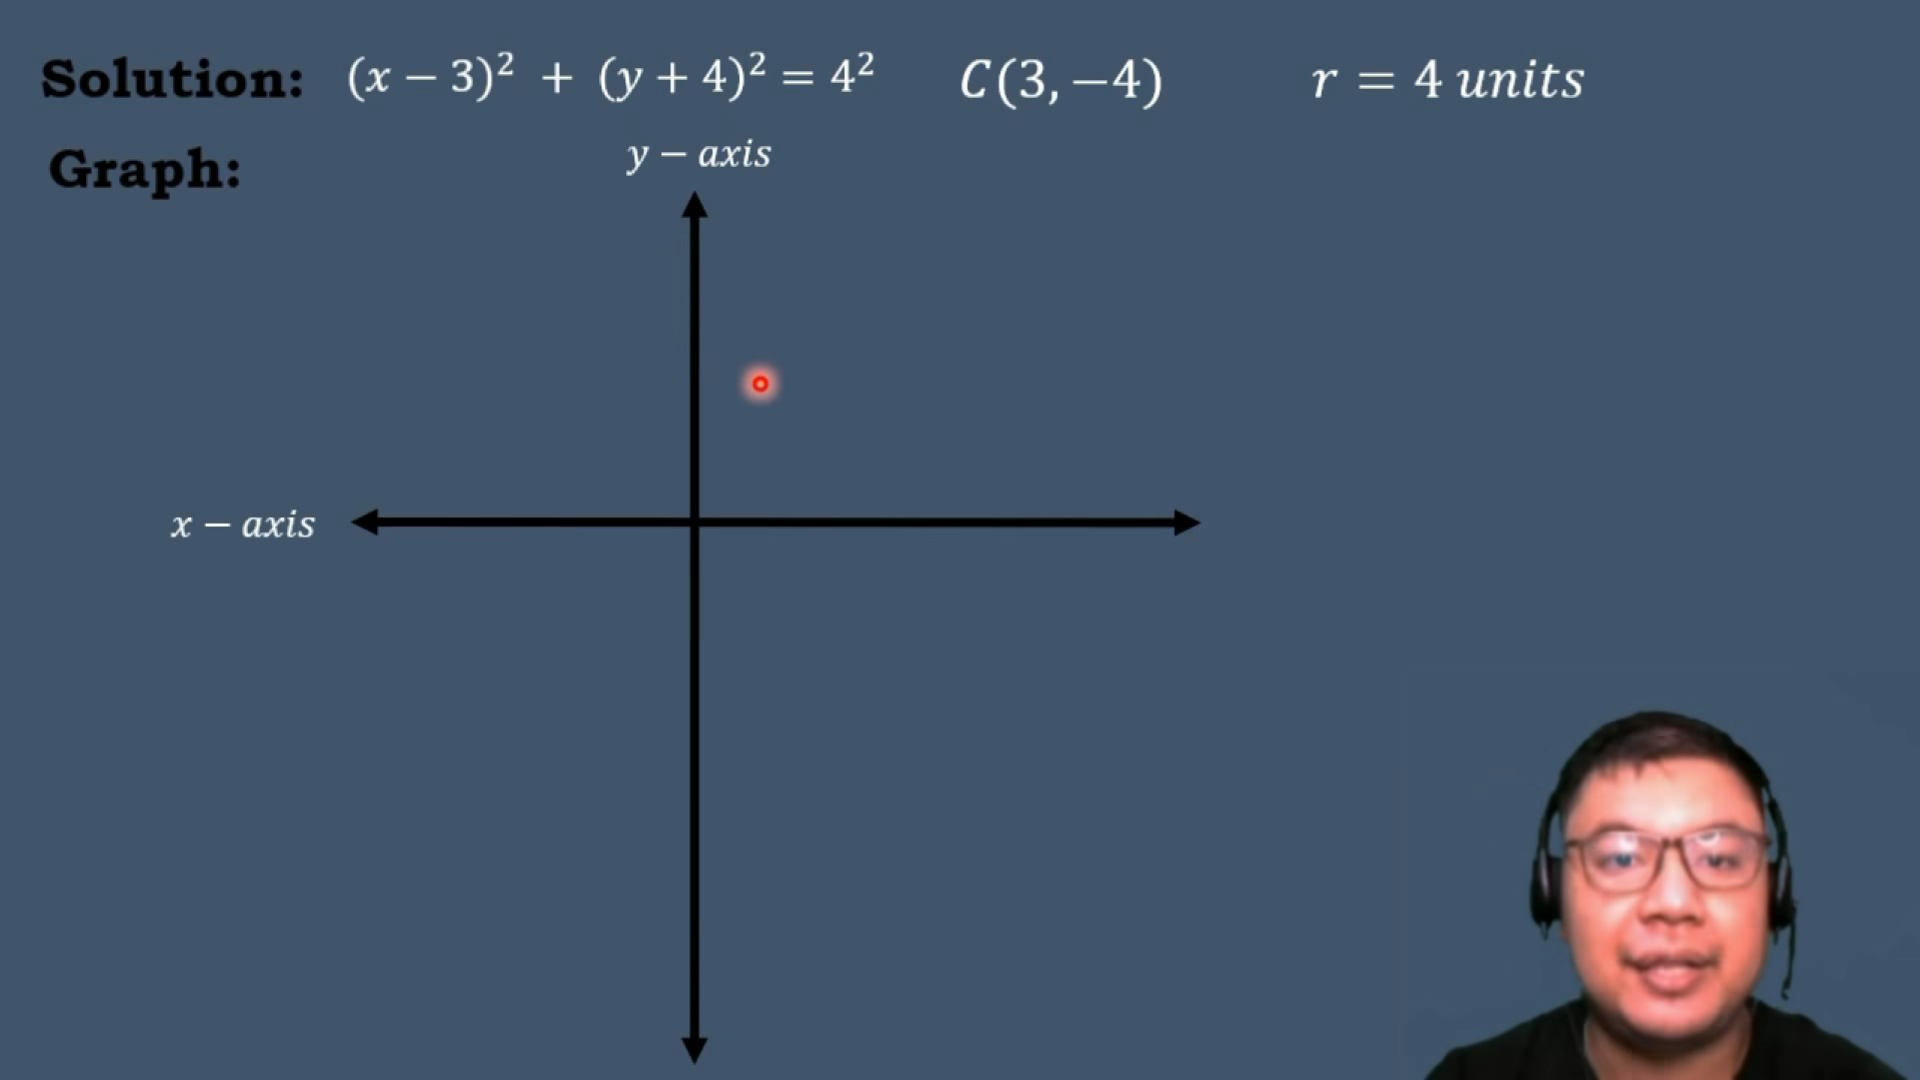 Solution: (x − 3)² + (y + 4)² = 4² C(3, −4) r = 4 units
Graph:
y − axis
x − axis